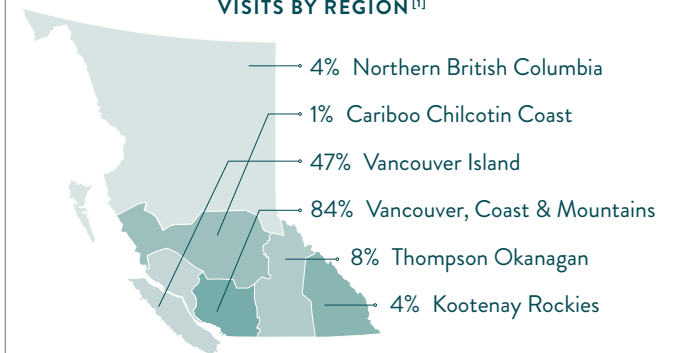 VISITS BY REGION[1]
4% Northern British Columbia
1% Cariboo Chilcotin Coast
47% Vancouver Island
84% Vancouver, Coast & Mountains
8% Thompson Okanagan
4% Kootenay Rockies